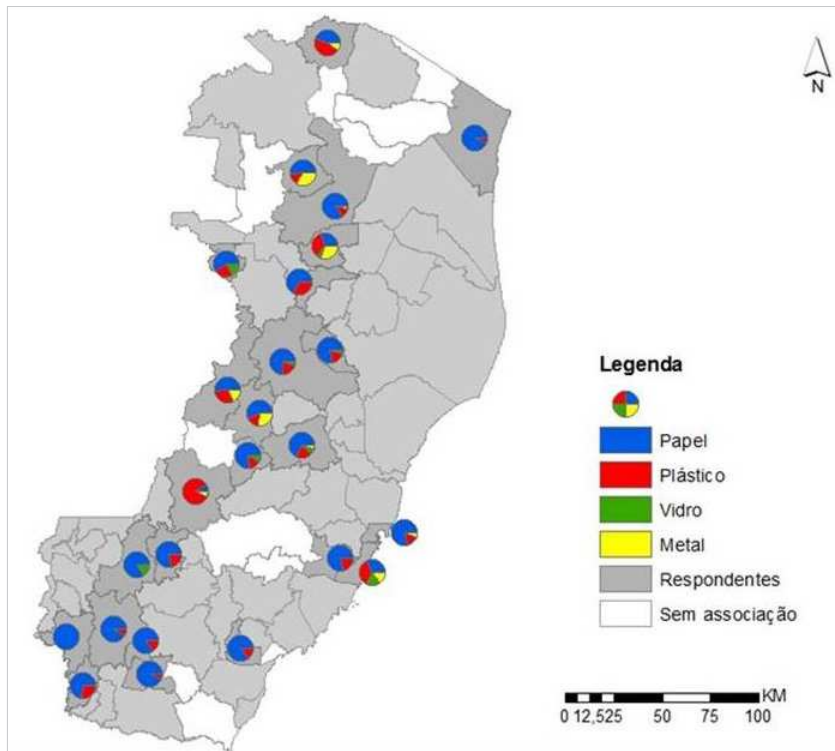 N
Legenda
Papel
Plástico
Vidro
Metal
Respondentes
Sem associação
KM
0 12,525 50 75 100